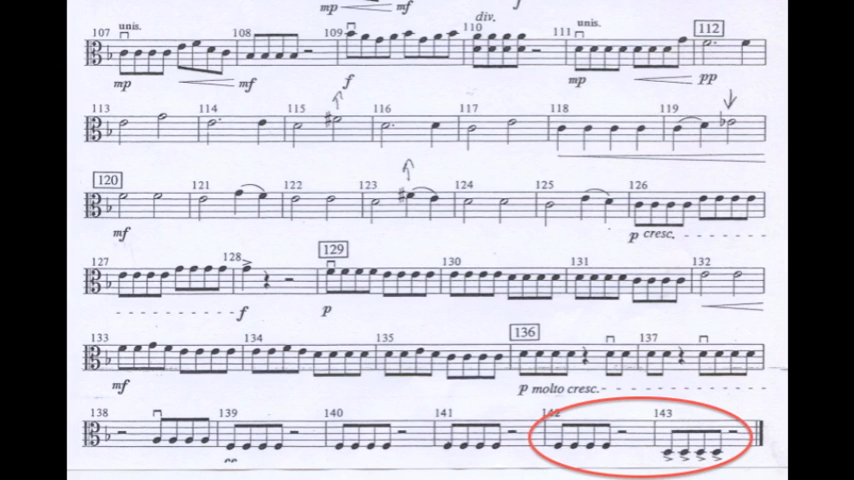 mp mf f
107 unis. 108 109 110 div. 111 unis. 112
mp mf f mp pp
113 114 115 116 117 118 119
120 121 122 123 124 125 126
mf p cresc.
127 128 129 130 131 132
f p
133 134 135 136 137
mf p molto cresc.
138 139 140 141 142 143